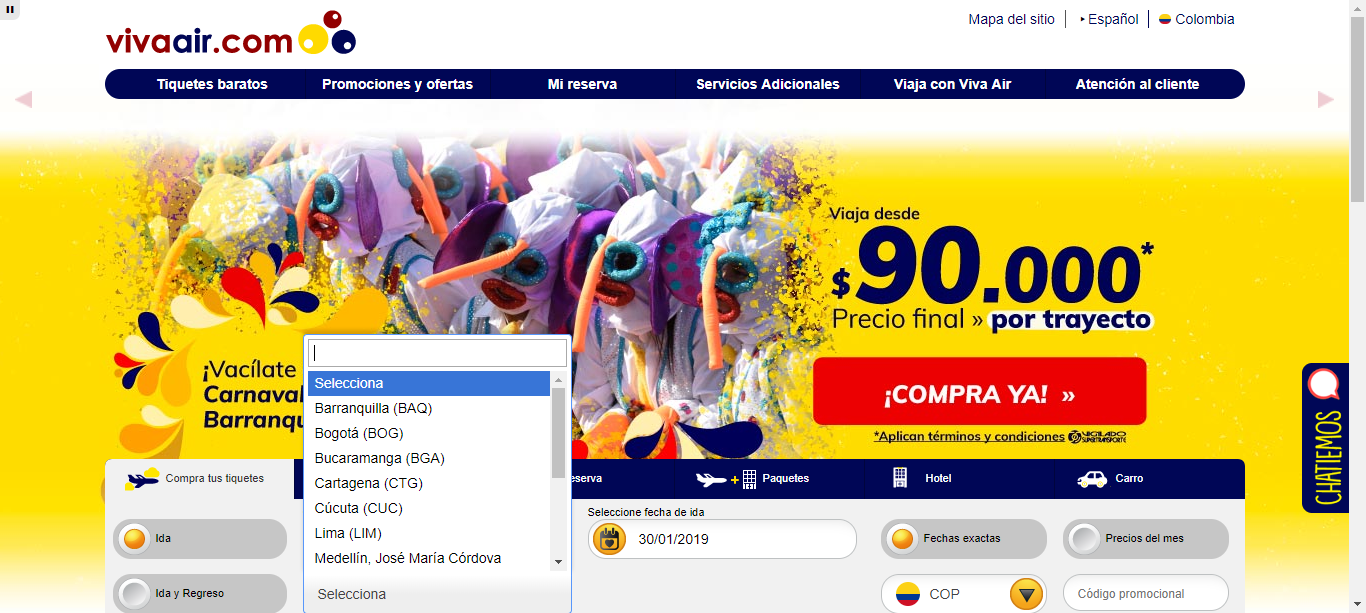 Mapa del sitio
Español
Colombia
vivaair.com
Tiquetes baratos
Promociones y ofertas
Mi reserva
Servicios Adicionales
Viaja con Viva Air
Atención al cliente
Viaja desde
$90.000*
Precio final » por trayecto
¡COMPRA YA! »
*Aplican términos y condiciones VIGILADO SUPERTRANSPORTE
¡Vacílate
Carnaval
Barranqu
CHATIEMOS
Selecciona
Barranquilla (BAQ)
Bogotá (BOG)
Bucaramanga (BGA)
Cartagena (CTG)
Cúcuta (CUC)
Lima (LIM)
Medellín, José María Córdova
Selecciona
Compra tus tiquetes
eserva
Paquetes
Hotel
Carro
Ida
Ida y Regreso
Seleccione fecha de ida
30/01/2019
Fechas exactas
Precios del mes
COP
Código promocional